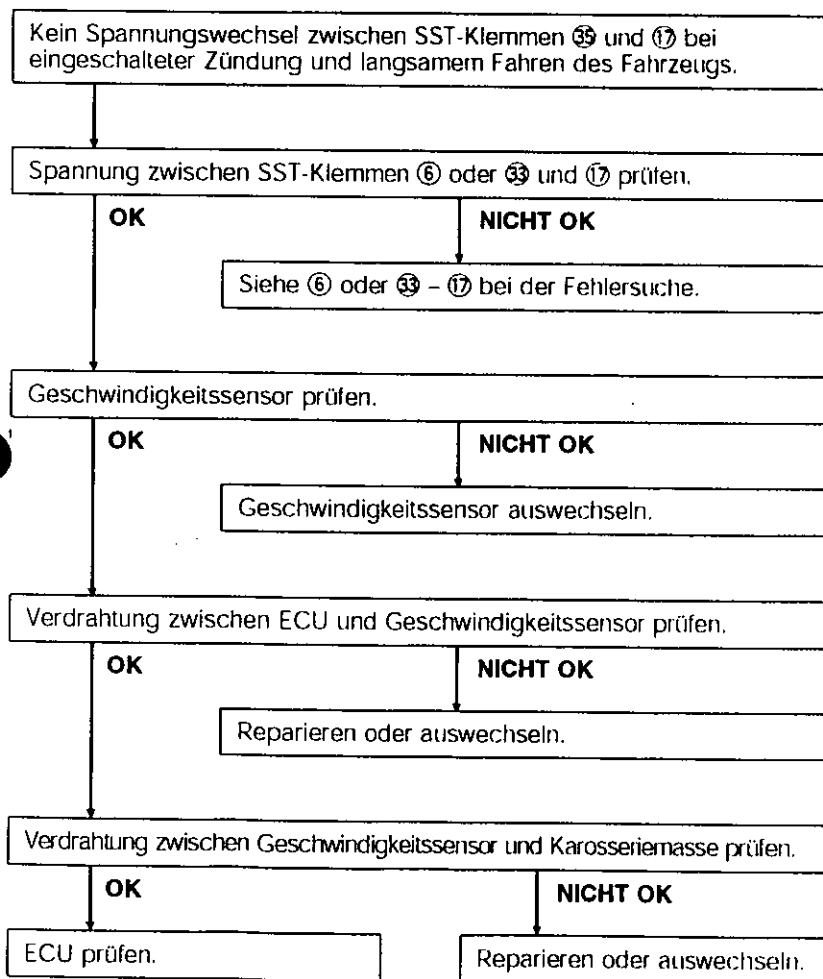 Kein Spannungswechsel zwischen SST-Klemmen ㉟ und ⑰ bei
eingeschalteter Zündung und langsamem Fahren des Fahrzeugs.
Spannung zwischen SST-Klemmen ⑥ oder ㉝ und ⑰ prüfen.
OK
NICHT OK
Siehe ⑥ oder ㉝ – ⑰ bei der Fehlersuche.
Geschwindigkeitssensor prüfen.
OK
NICHT OK
Geschwindigkeitssensor auswechseln.
Verdrahtung zwischen ECU und Geschwindigkeitssensor prüfen.
OK
NICHT OK
Reparieren oder auswechseln.
Verdrahtung zwischen Geschwindigkeitssensor und Karosseriemasse prüfen.
OK
NICHT OK
ECU prüfen.
Reparieren oder auswechseln.